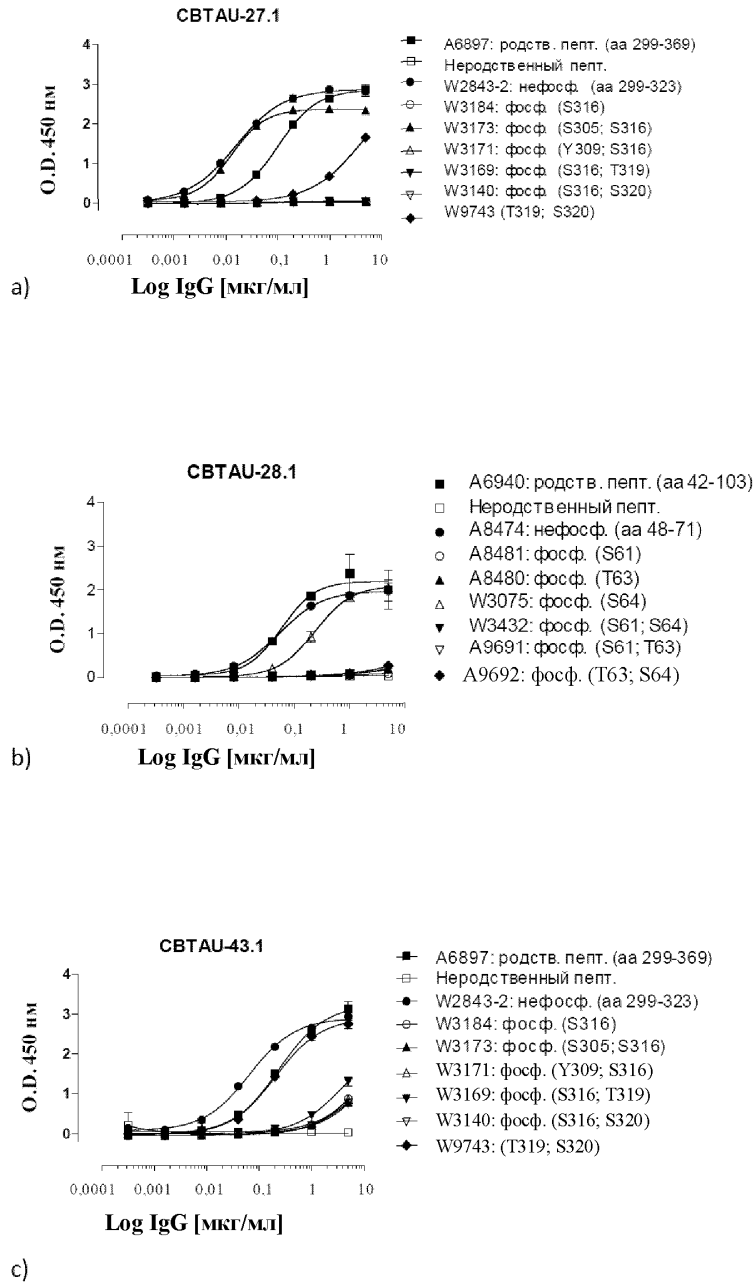 CBTAU-27.1
O.D. 450 нм
4
3
2
1
0
0,0001 0,001 0,01 0,1 1 10
Log IgG [мкг/мл]
A6897: родств. пепт. (aa 299-369)
Неродственный пепт.
W2843-2: нефосф. (aa 299-323)
W3184: фосф. (S316)
W3173: фосф. (S305; S316)
W3171: фосф. (Y309; S316)
W3169: фосф. (S316; T319)
W3140: фосф. (S316; S320)
W9743 (T319; S320)
a)
CBTAU-28.1
O.D. 450 нм
4
3
2
1
0
0,0001 0,001 0,01 0,1 1 10
Log IgG [мкг/мл]
A6940: родств. пепт. (aa 42-103)
Неродственный пепт.
A8474: нефосф. (aa 48-71)
A8481: фосф. (S61)
A8480: фосф. (T63)
W3075: фосф. (S64)
W3432: фосф. (S61; S64)
A9691: фосф. (S61; T63)
A9692: фосф. (T63; S64)
b)
CBTAU-43.1
O.D. 450 нм
4
3
2
1
0
0,0001 0,001 0,01 0,1 1 10
Log IgG [мкг/мл]
A6897: родств. пепт. (aa 299-369)
Неродственный пепт.
W2843-2: нефосф. (aa 299-323)
W3184: фосф. (S316)
W3173: фосф. (S305; S316)
W3171: фосф. (Y309; S316)
W3169: фосф. (S316; T319)
W3140: фосф. (S316; S320)
W9743: (T319; S320)
c)